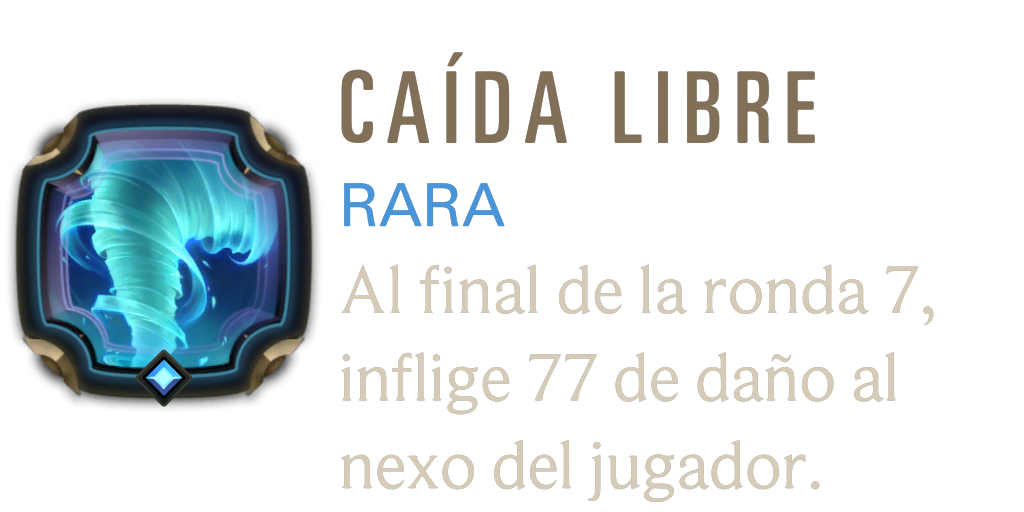 CAÍDA LIBRE
RARA
Al final de la ronda 7,
inflige 77 de daño al
nexo del jugador.